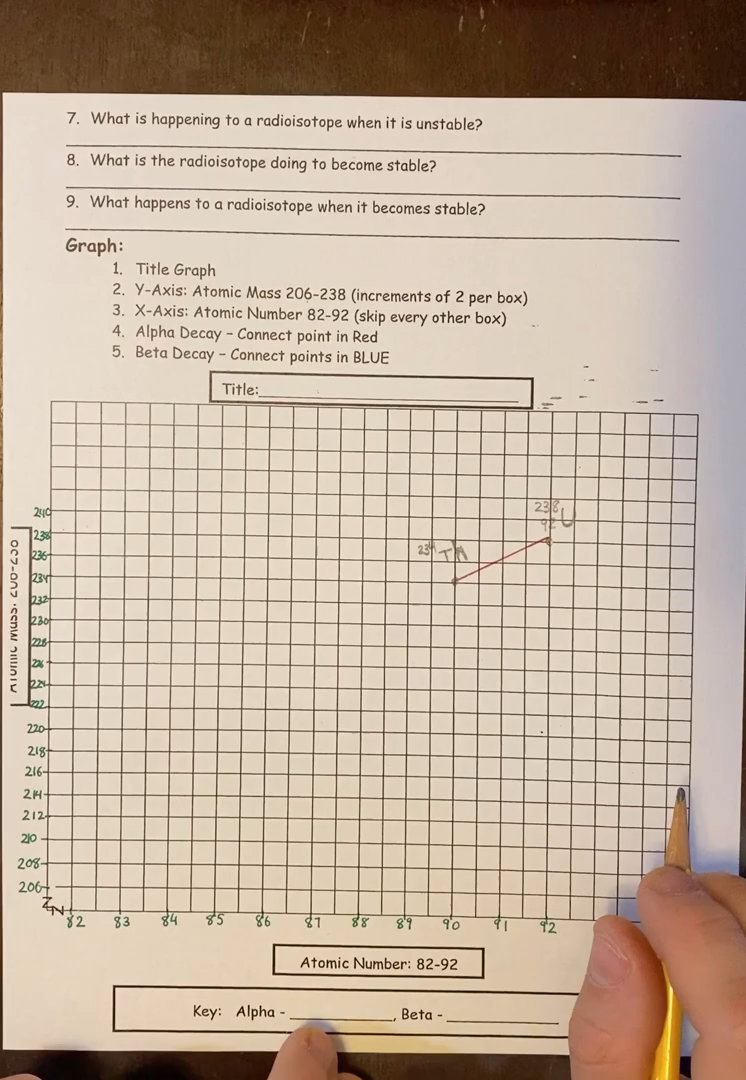 7. What is happening to a radioisotope when it is unstable?
8. What is the radioisotope doing to become stable?
9. What happens to a radioisotope when it becomes stable?
Graph:
1. Title Graph
2. Y-Axis: Atomic Mass 206-238 (increments of 2 per box)
3. X-Axis: Atomic Number 82-92 (skip every other box)
4. Alpha Decay – Connect point in Red
5. Beta Decay – Connect points in BLUE
Title:
240
238
236
234
232
230
228
226
224
222
220
218
216
214
212
210
208
206
238
92 U
234 Th
82 83 84 85 86 87 88 89 90 91 92
Atomic Number: 82-92
Key: Alpha - , Beta -